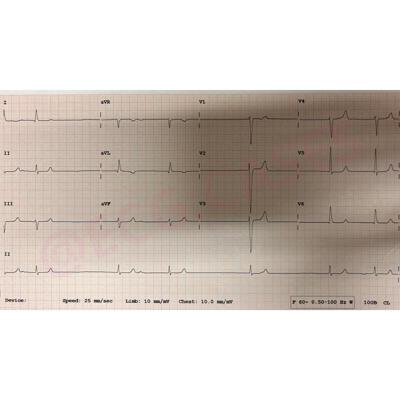 I aVR V1 V4
II aVL V2 V5
III aVF V3 V6
II
Device: Speed: 25 mm/sec Limb: 10 mm/mV Chest: 10.0 mm/mV F 60~ 0.50-100 Hz W 100B CL